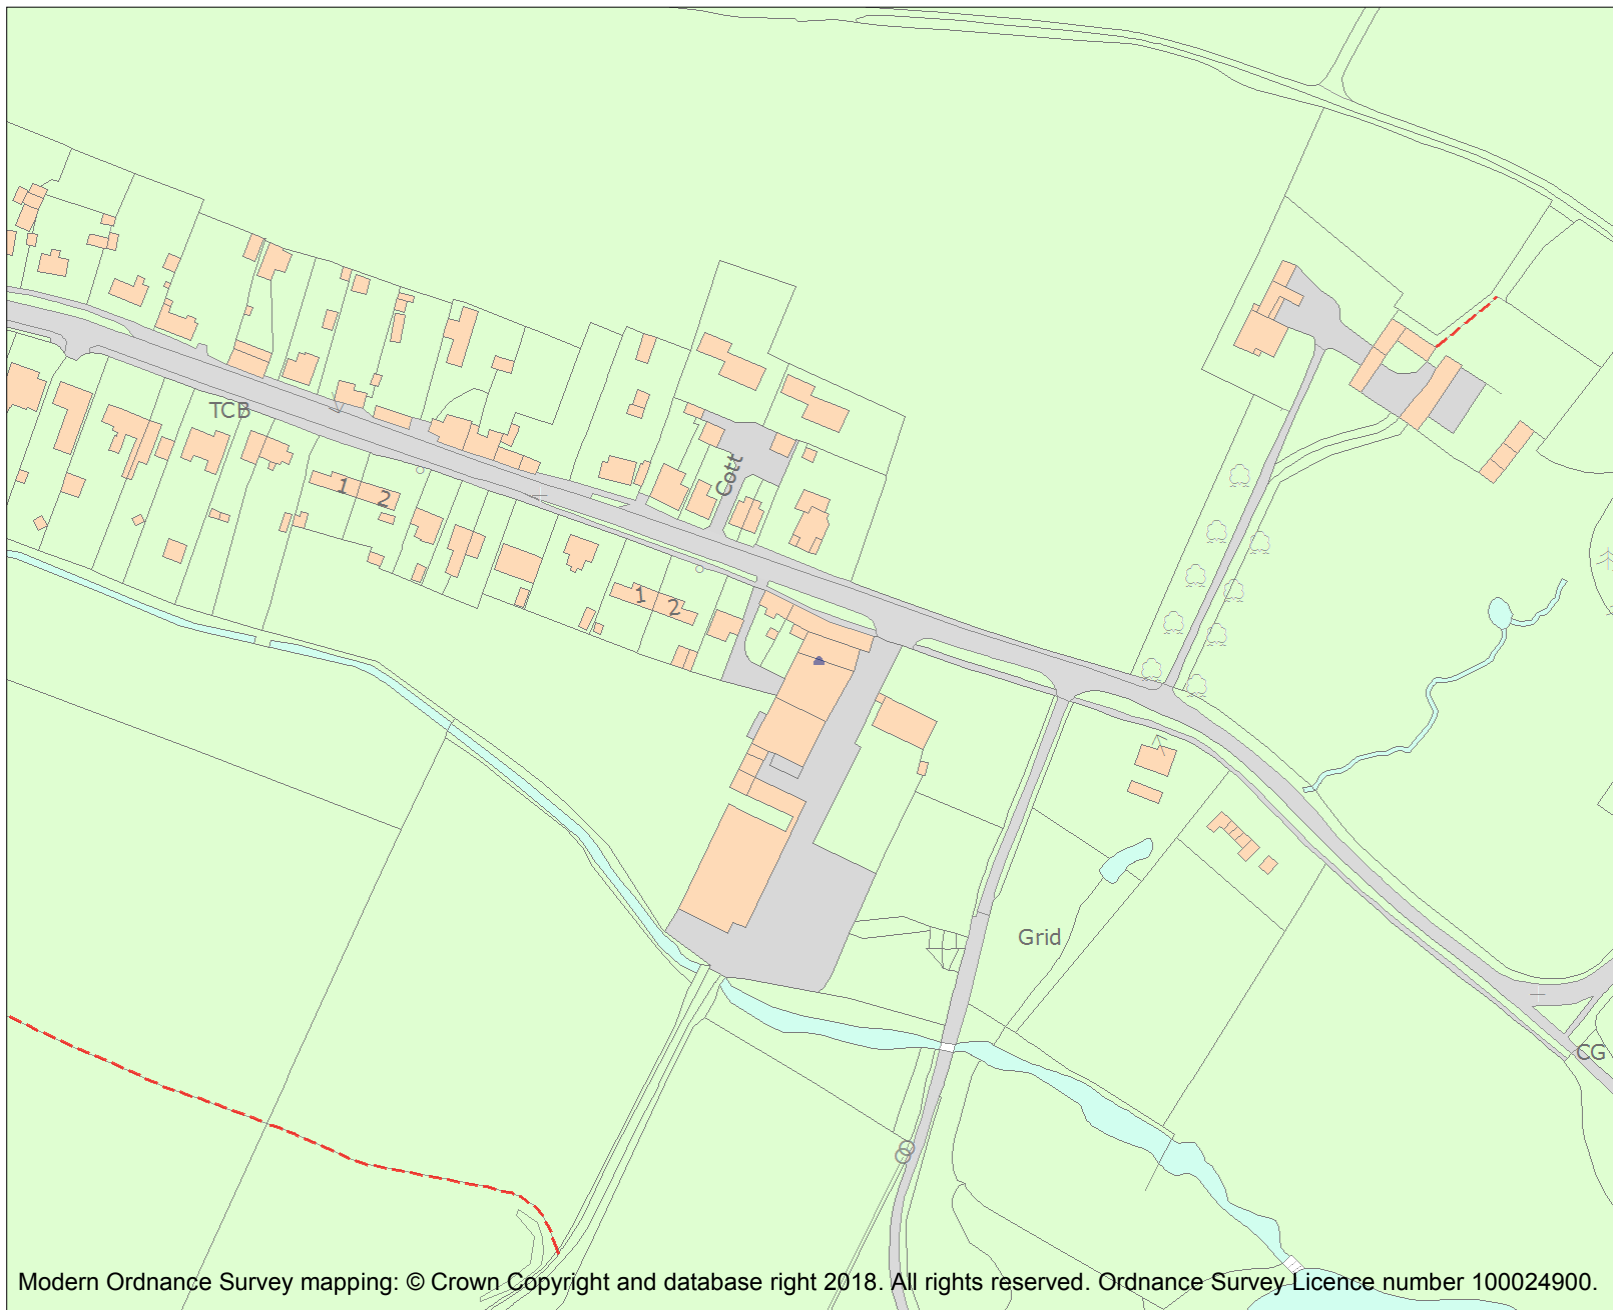 TCB
Cott
1
2
1
2
Grid
CG
Modern Ordnance Survey mapping: © Crown Copyright and database right 2018. All rights reserved. Ordnance Survey Licence number 100024900.